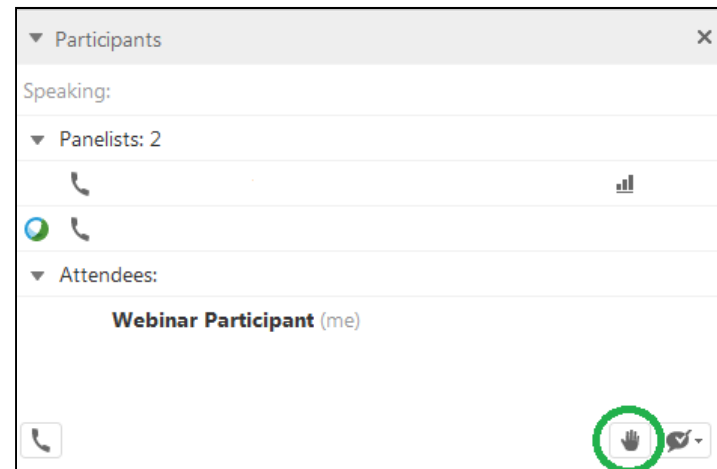 Participants
Speaking:
Panelists: 2
Attendees:
Webinar Participant (me)